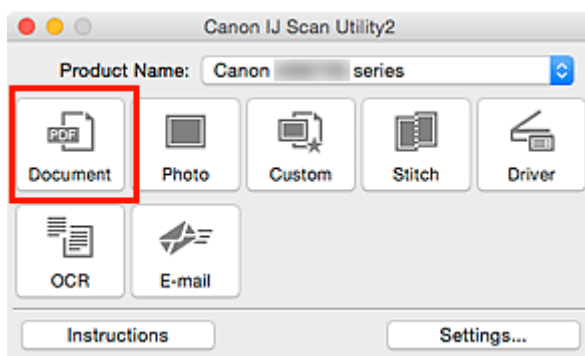 Canon IJ Scan Utility2
Product Name: Canon series
PDF
Document Photo Custom Stitch Driver
OCR E-mail
Instructions Settings...